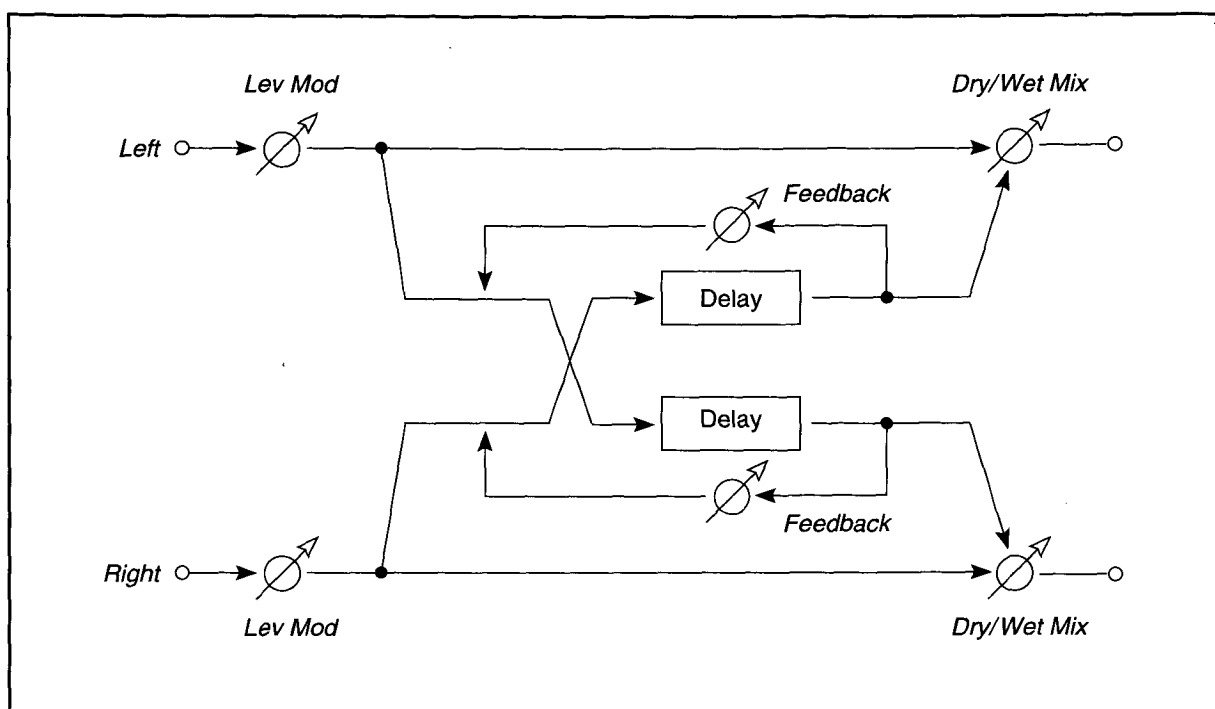 Lev Mod
Dry/Wet Mix
Left
Feedback
Delay
Delay
Feedback
Right
Lev Mod
Dry/Wet Mix